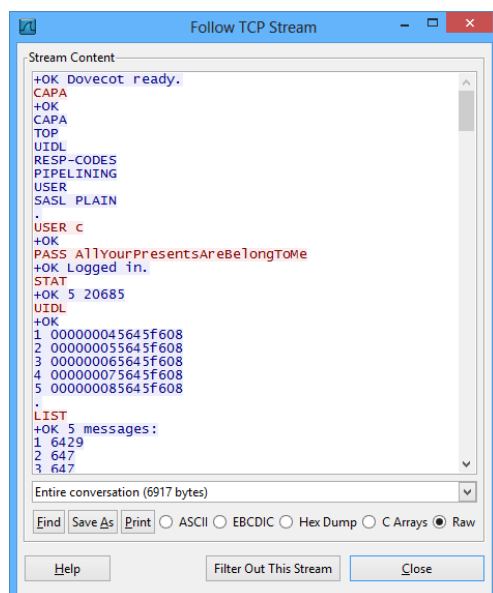 Follow TCP Stream
Stream Content
+OK Dovecot ready.
CAPA
+OK
CAPA
TOP
UIDL
RESP-CODES
PIPELINING
USER
SASL PLAIN
.
USER c
+OK
PASS AllYourPresentsAreBelongToMe
+OK Logged in.
STAT
+OK 5 20685
UIDL
+OK
1 000000045645f608
2 000000055645f608
3 000000065645f608
4 000000075645f608
5 000000085645f608
.
LIST
+OK 5 messages:
1 6429
2 647
3 647
Entire conversation (6917 bytes)
Find Save As Print ASCII EBCDIC Hex Dump C Arrays Raw
Help Filter Out This Stream Close